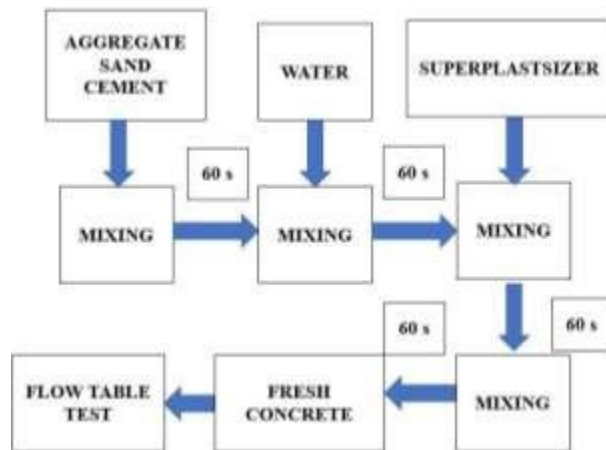 AGGREGATE
SAND
CEMENT
WATER
SUPERPLASTSIZER
60 s
60 s
MIXING
MIXING
MIXING
60 s
60 s
FLOW TABLE
TEST
FRESH
CONCRETE
MIXING